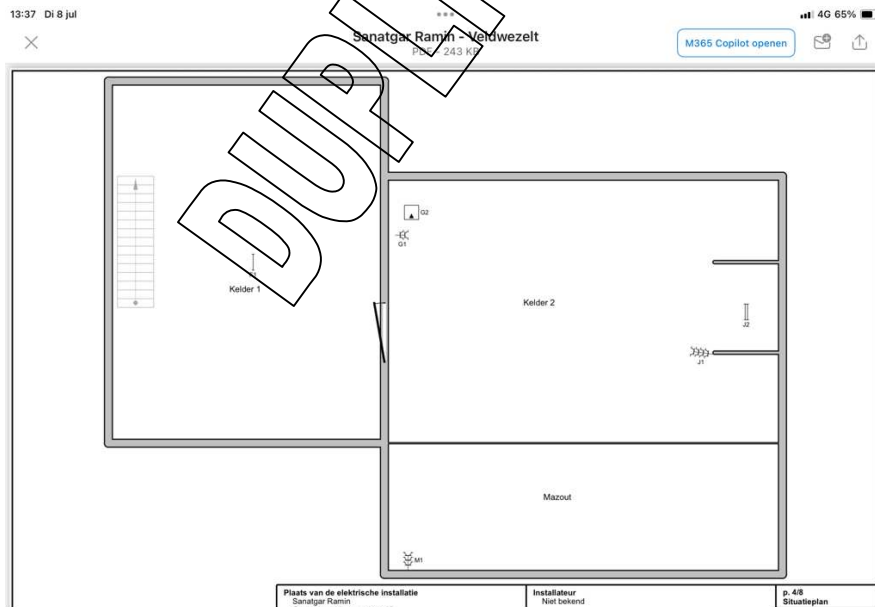 13:37 Di 8 jul
4G 65%
Sanatgar Ramin - Veldwezelt
PDF - 243 KB
M365 Copilot openen
G2
G1
Kelder 1
Kelder 2
J2
J1
Mazout
M1
Plaats van de elektrische installatie
Sanatgar Ramin
Installateur
Niet bekend
p. 4/8
Situatieplan